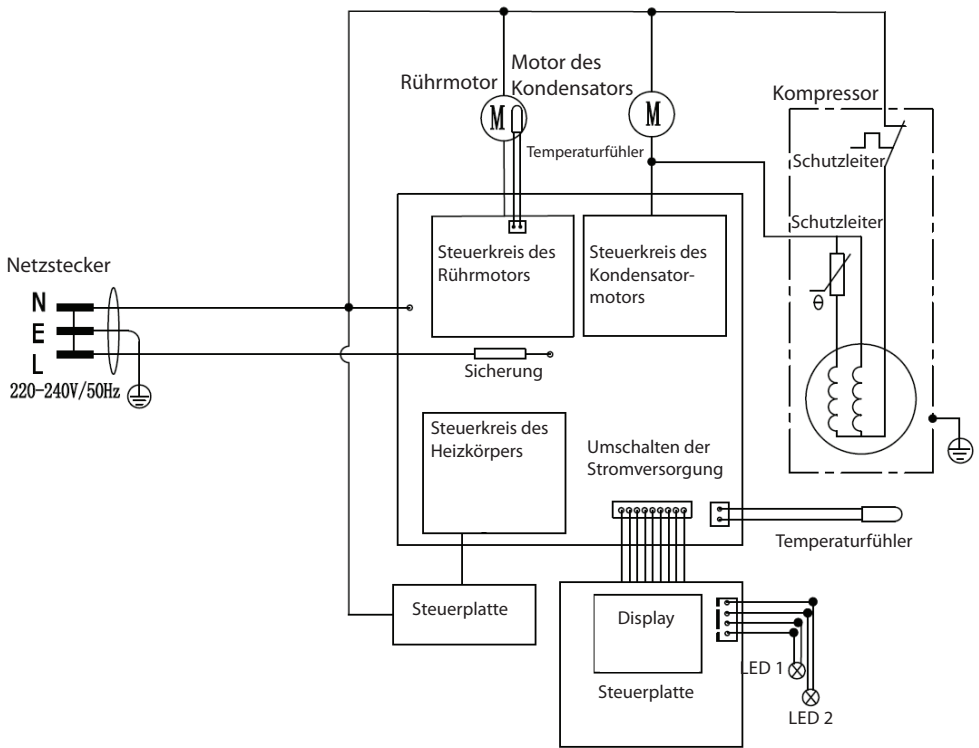 Motor des
Kondensators
Rührmotor
M
M
Kompressor
Temperaturfühler
Schutzleiter
Schutzleiter
Steuerkreis des
Rührmotors
Steuerkreis des
Kondensator-
motors
Netzstecker
N
E
L
220-240V/50Hz
θ
Sicherung
Steuerkreis des
Heizkörpers
Umschalten der
Stromversorgung
Temperaturfühler
Steuerplatte
Display
Steuerplatte
LED 1
LED 2